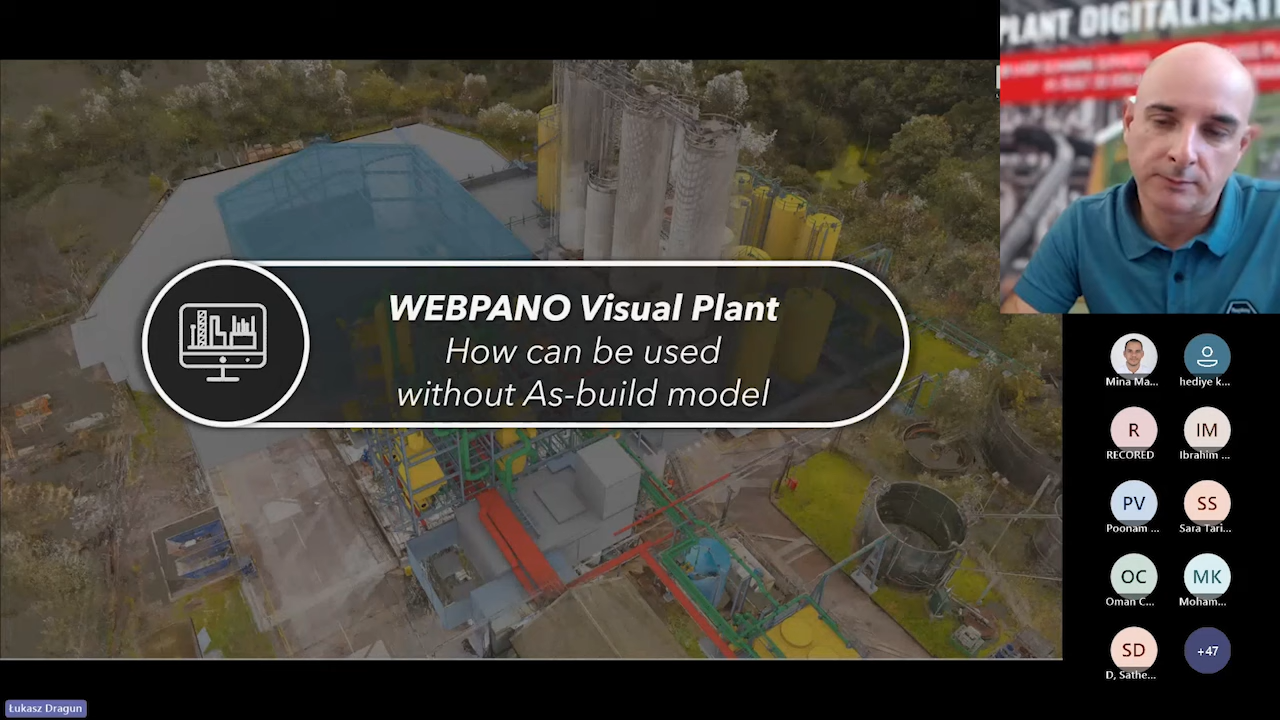 PLANT DIGITALISATI
WEBPANO Visual Plant
How can be used
without As-build model
Mina Ma...
hediye k...
R
RECORED
IM
Ibrahim ...
PV
Poonam ...
SS
Sara Tari...
OC
Oman C...
MK
Moham...
SD
D, Sathe...
+47
Łukasz Dragun